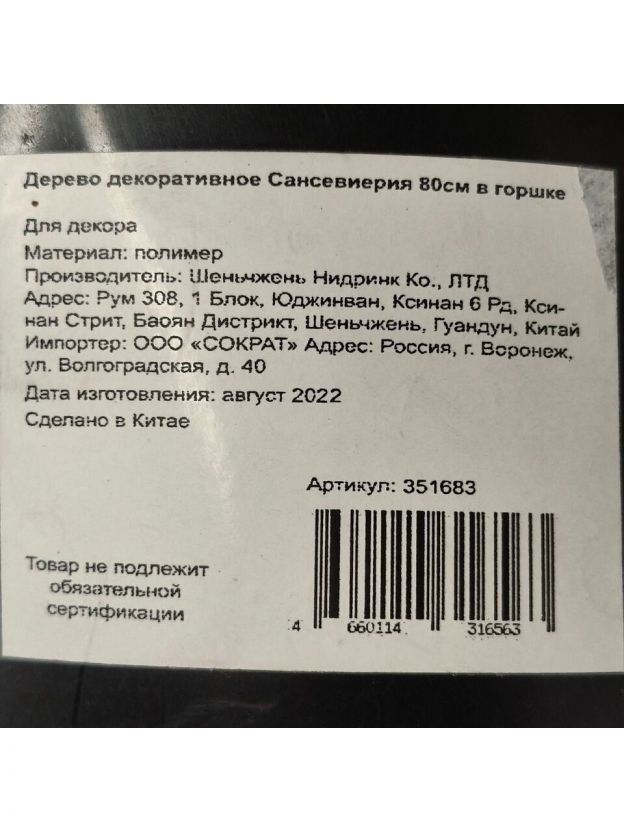 Дерево декоративное Сансевиерия 80см в горшке
Для декора
Материал: полимер
Производитель: Шеньчжень Нидринк Ко., ЛТД
Адрес: Рум 308, 1 Блок, Юджинван, Ксинан 6 Рд, Кси-
нан Стрит, Баоян Дистрикт, Шеньчжень, Гуандун, Китай
Импортер: ООО «СОКРАТ» Адрес: Россия, г. Воронеж,
ул. Волгоградская, д. 40
Дата изготовления: август 2022
Сделано в Китае
Артикул: 351683
Товар не подлежит
обязательной
сертификации
4 660114 316563